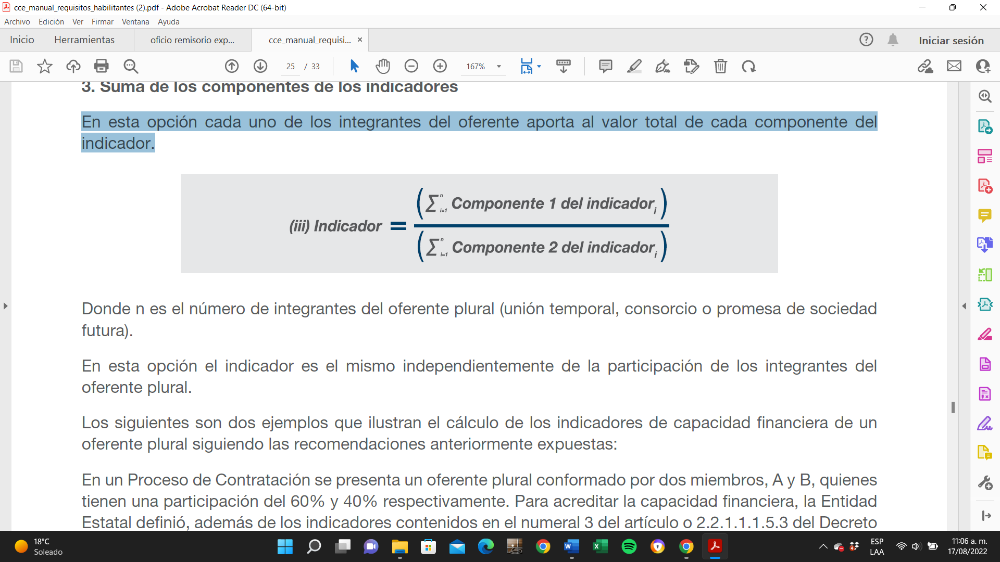 cce_manual_requisitos_habilitantes (2).pdf - Adobe Acrobat Reader DC (64-bit)
Archivo Edición Ver Firmar Ventana Ayuda
Inicio Herramientas oficio remisorio exp... cce_manual_requisi... Iniciar sesión
25 / 33 167%
3. Suma de los componentes de los indicadores
En esta opción cada uno de los integrantes del oferente aporta al valor total de cada componente del
indicador.
(∑ⁿᵢ₌₁ Componente 1 del indicadorᵢ)
(iii) Indicador =
(∑ⁿᵢ₌₁ Componente 2 del indicadorᵢ)
Donde n es el número de integrantes del oferente plural (unión temporal, consorcio o promesa de sociedad
futura).
En esta opción el indicador es el mismo independientemente de la participación de los integrantes del
oferente plural.
Los siguientes son dos ejemplos que ilustran el cálculo de los indicadores de capacidad financiera de un
oferente plural siguiendo las recomendaciones anteriormente expuestas:
En un Proceso de Contratación se presenta un oferente plural conformado por dos miembros, A y B, quienes
tienen una participación del 60% y 40% respectivamente. Para acreditar la capacidad financiera, la Entidad
Estatal definió, además de los indicadores contenidos en el numeral 3 del artículo o 2.2.1.1.1.5.3 del Decreto
18°C
Soleado
ESP
LAA
11:06 a. m.
17/08/2022